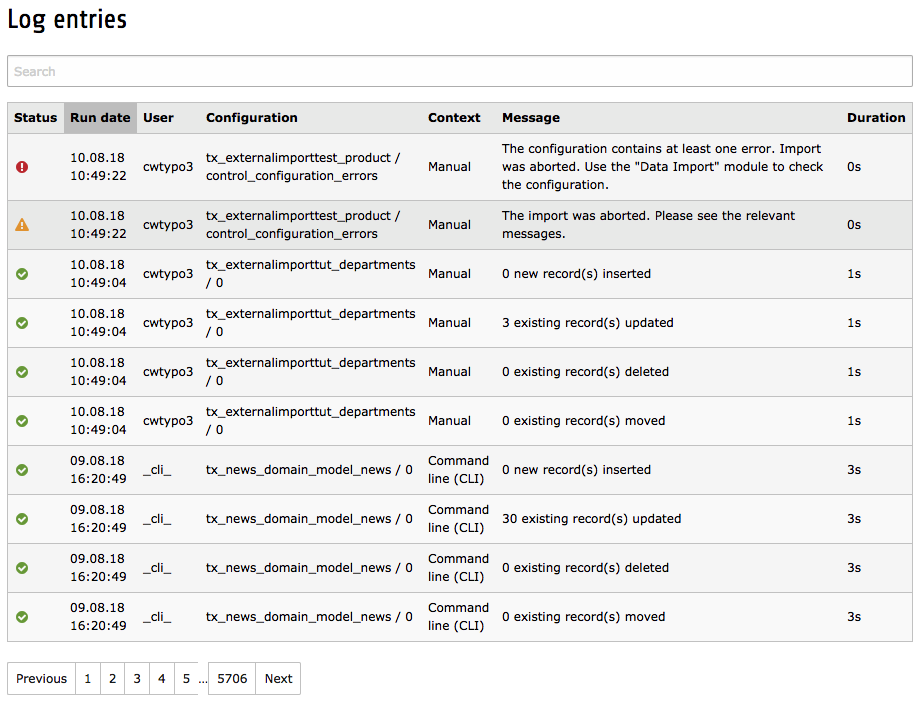 Log entries
Search
Status Run date User Configuration Context Message Duration
10.08.18 10:49:22 cwtypo3 tx_externalimporttest_product / control_configuration_errors Manual The configuration contains at least one error. Import was aborted. Use the "Data Import" module to check the configuration. 0s
10.08.18 10:49:22 cwtypo3 tx_externalimporttest_product / control_configuration_errors Manual The import was aborted. Please see the relevant messages. 0s
10.08.18 10:49:04 cwtypo3 tx_externalimporttut_departments / 0 Manual 0 new record(s) inserted 1s
10.08.18 10:49:04 cwtypo3 tx_externalimporttut_departments / 0 Manual 3 existing record(s) updated 1s
10.08.18 10:49:04 cwtypo3 tx_externalimporttut_departments / 0 Manual 0 existing record(s) deleted 1s
10.08.18 10:49:04 cwtypo3 tx_externalimporttut_departments / 0 Manual 0 existing record(s) moved 1s
09.08.18 16:20:49 _cli_ tx_news_domain_model_news / 0 Command line (CLI) 0 new record(s) inserted 3s
09.08.18 16:20:49 _cli_ tx_news_domain_model_news / 0 Command line (CLI) 30 existing record(s) updated 3s
09.08.18 16:20:49 _cli_ tx_news_domain_model_news / 0 Command line (CLI) 0 existing record(s) deleted 3s
09.08.18 16:20:49 _cli_ tx_news_domain_model_news / 0 Command line (CLI) 0 existing record(s) moved 3s
Previous 1 2 3 4 5 ... 5706 Next